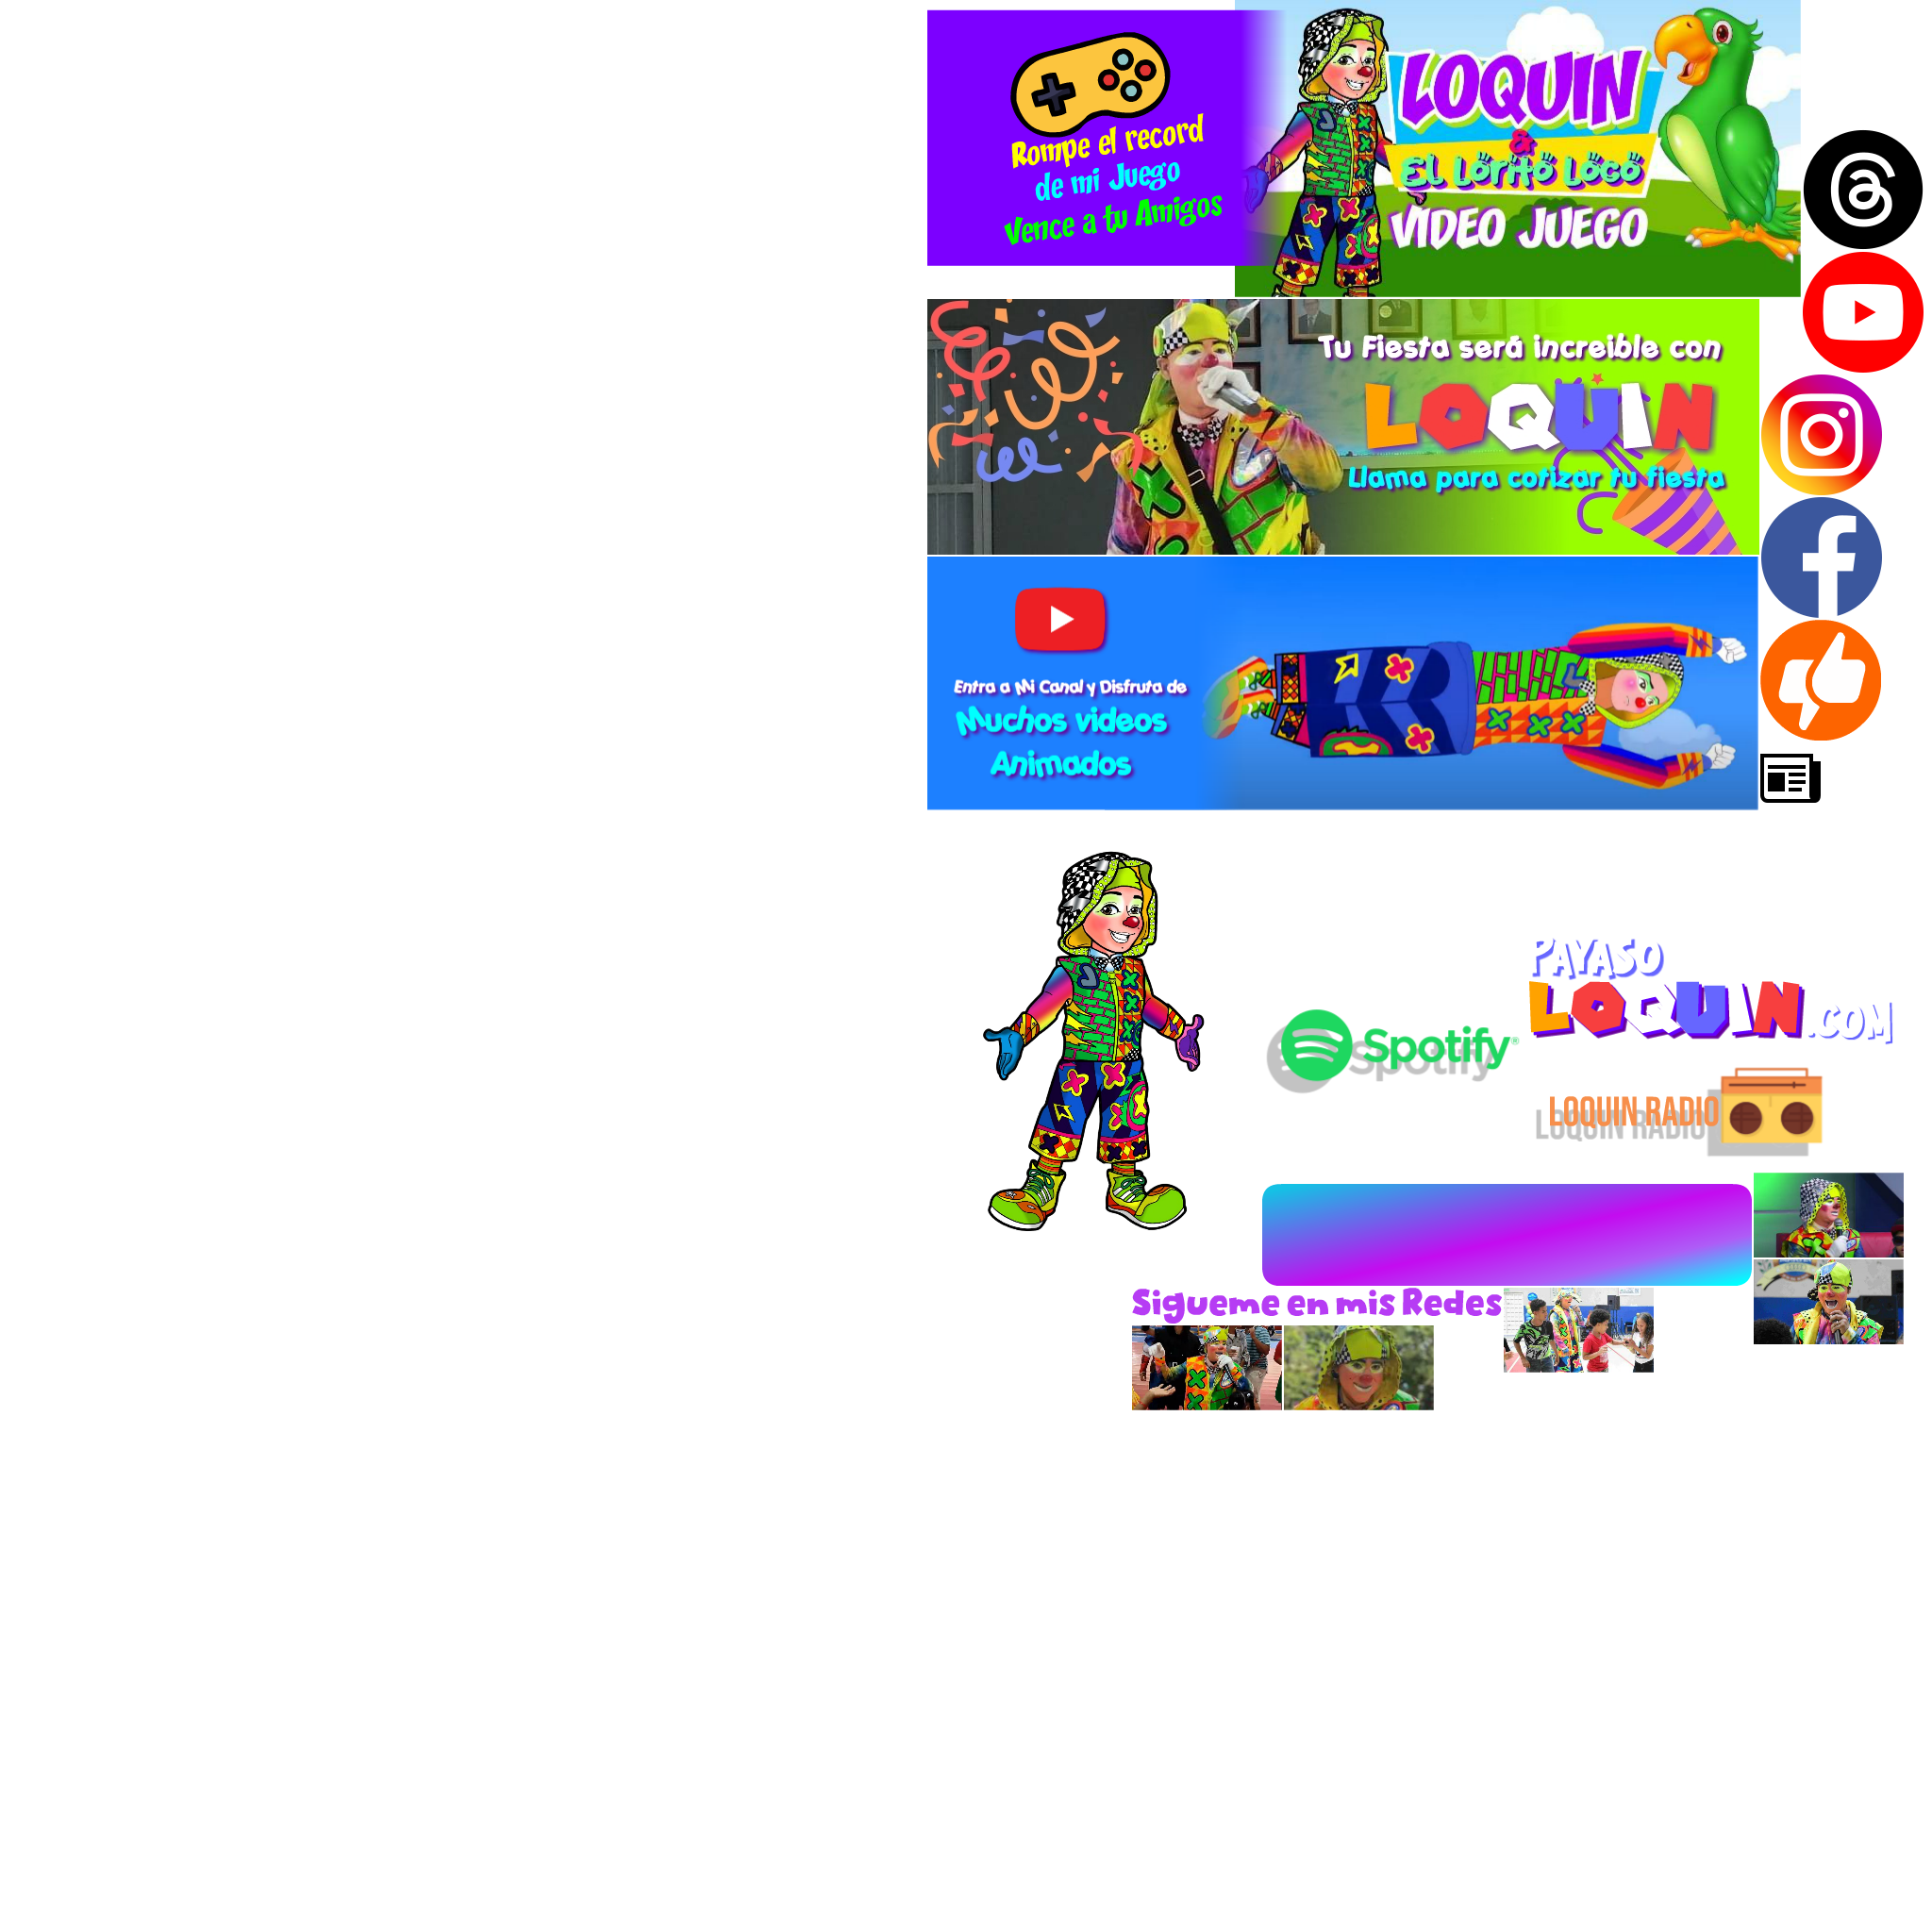 Rompe el record
de mi Juego
Vence a tu Amigos
LOQUIN
&
El Lorito Loco
VIDEO JUEGO
Tu Fiesta será increible con
LOQUIN
Llama para cotizar tu fiesta
Entra a Mi Canal y Disfruta de
Muchos videos
Animados
PAYASO
LOQUIN.COM
Spotify®
LOQUIN RADIO
Sigueme en mis Redes